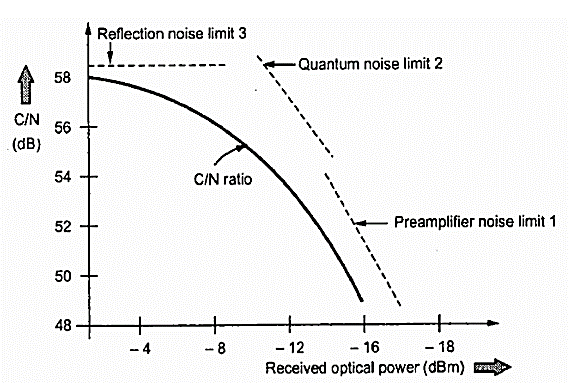 Reflection noise limit 3
Quantum noise limit 2
58
C/N
(dB)
56
54
C/N ratio
52
Preamplifier noise limit 1
50
48
– 4
– 8
– 12
– 16
– 18
Received optical power (dBm)